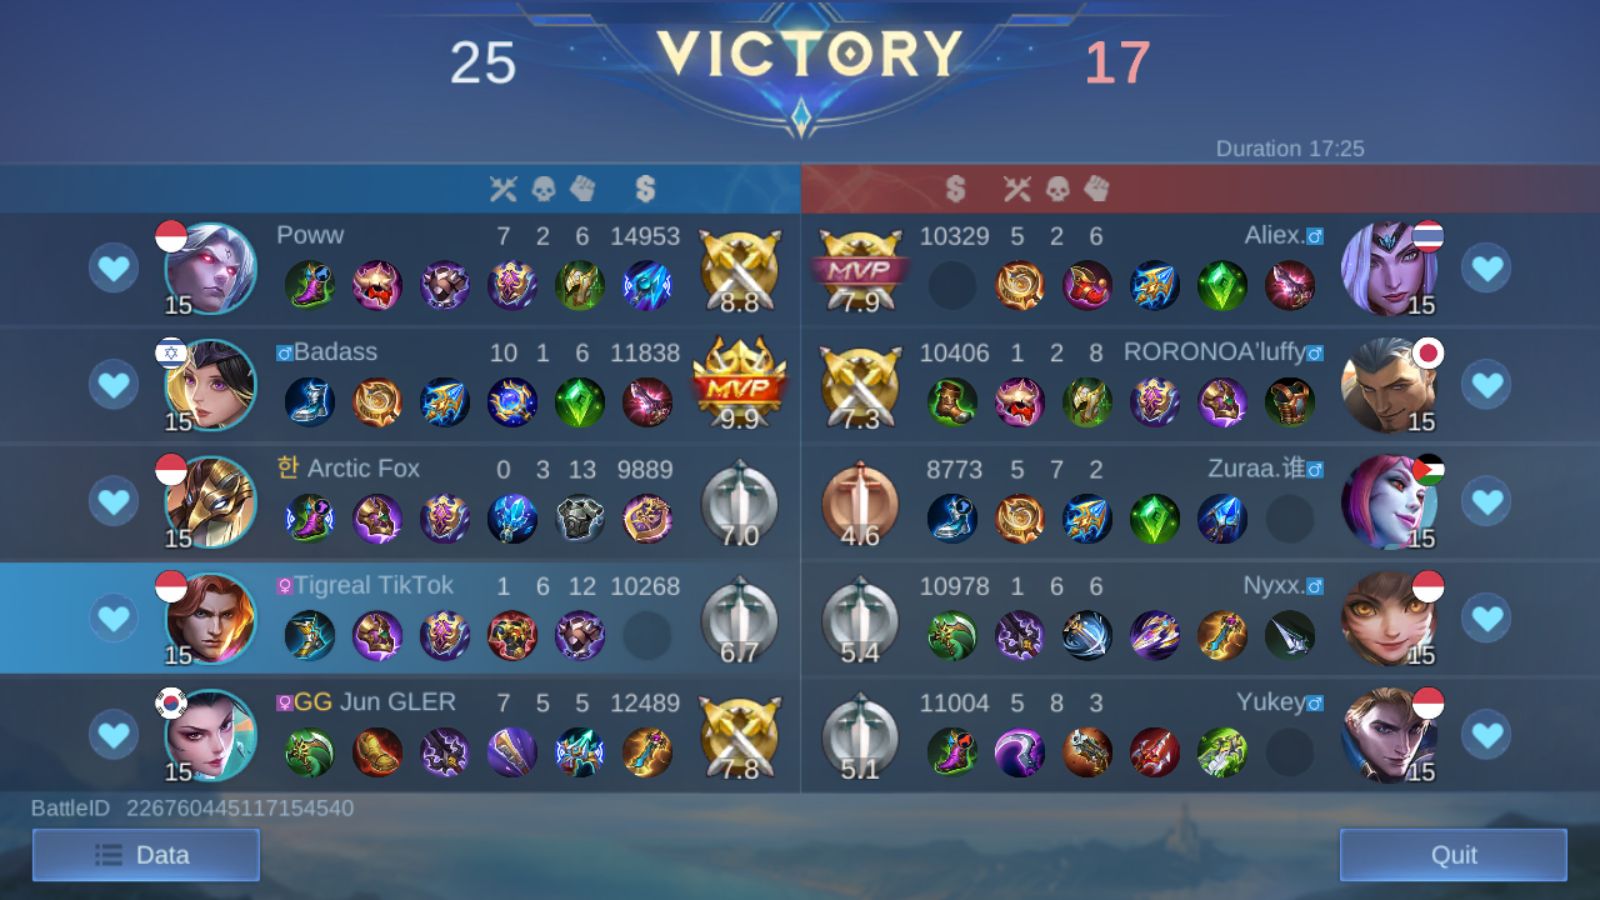 25 VICTORY 17
Duration 17:25
Poww 7 2 6 14953
15 8.8
MVP 10329 5 2 6 Aliex.♂
7.9 15
♂Badass 10 1 6 11838
15 MVP 9.9
10406 1 2 8 RORONOA'luffy♂
7.3 15
한 Arctic Fox 0 3 13 9889
15 7.0
8773 5 7 2 Zuraa.谁♂
4.6 15
♀Tigreal TikTok 1 6 12 10268
15 6.7
10978 1 6 6 Nyxx.♂
5.4 15
♀GG Jun GLER 7 5 5 12489
15 7.8
11004 5 8 3 Yukey♂
5.1 15
BattleID 226760445117154540
Data
Quit